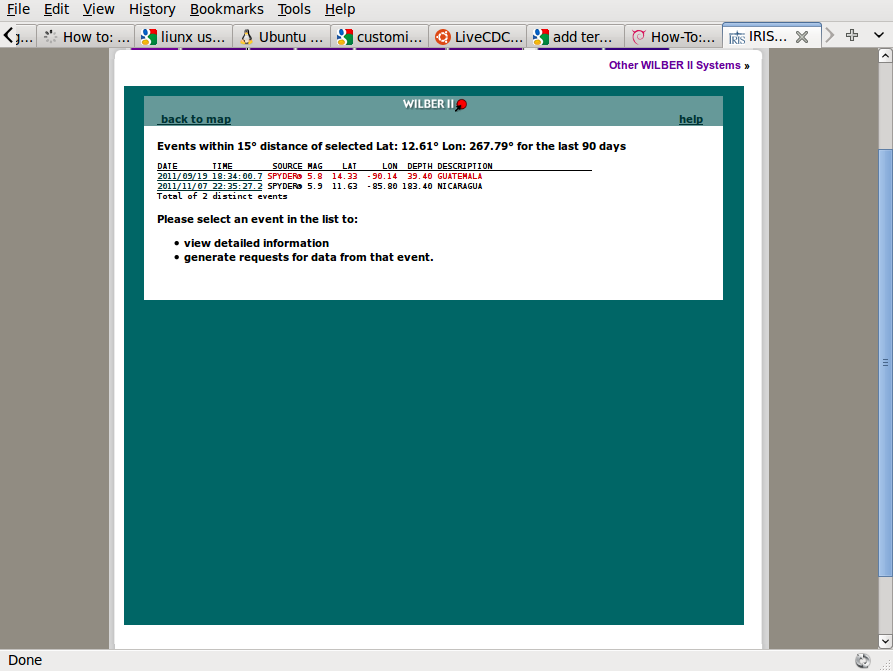 File Edit View History Bookmarks Tools Help
g... How to: ... liunx us... Ubuntu ... customi... LiveCDC... add ter... How-To:... IRIS...
Other WILBER II Systems »
WILBER II
back to map help
Events within 15° distance of selected Lat: 12.61° Lon: 267.79° for the last 90 days
DATE TIME SOURCE MAG LAT LON DEPTH DESCRIPTION
2011/09/19 18:34:00.7 SPYDER® 5.8 14.33 -90.14 39.40 GUATEMALA
2011/11/07 22:35:27.2 SPYDER® 5.9 11.63 -85.80 183.40 NICARAGUA
Total of 2 distinct events
Please select an event in the list to:
• view detailed information
• generate requests for data from that event.
Done